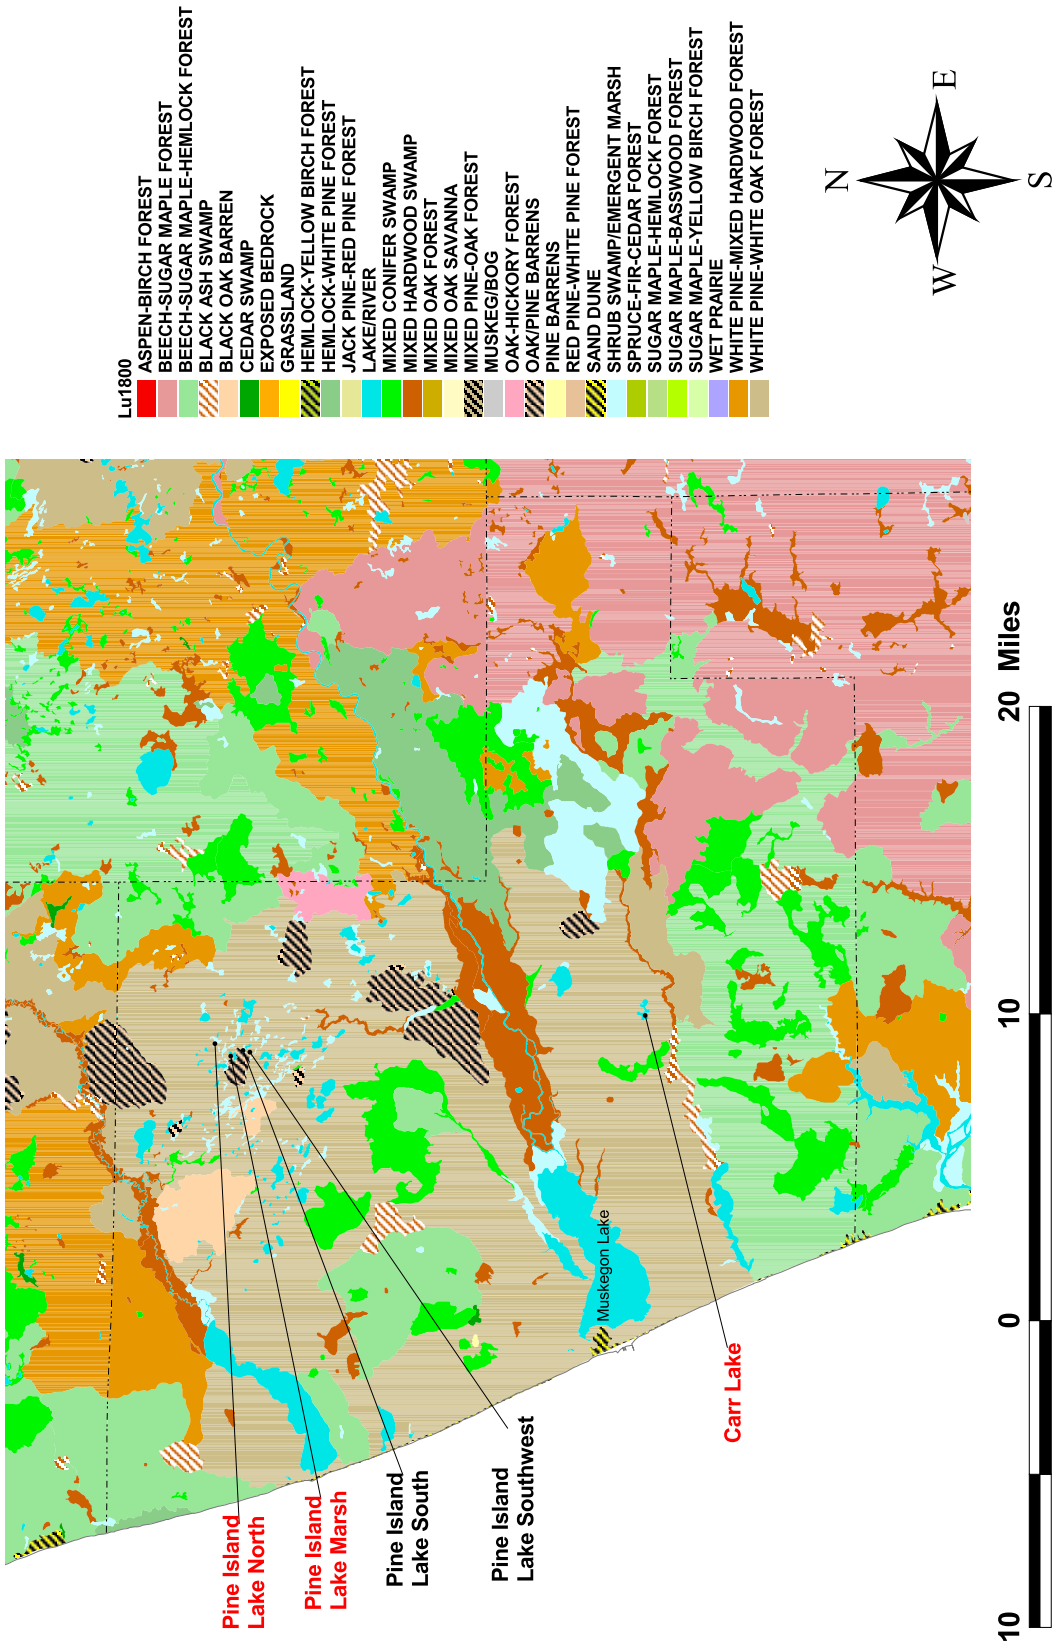 Lu1800
ASPEN-BIRCH FOREST
BEECH-SUGAR MAPLE FOREST
BEECH-SUGAR MAPLE-HEMLOCK FOREST
BLACK ASH SWAMP
BLACK OAK BARREN
CEDAR SWAMP
EXPOSED BEDROCK
GRASSLAND
HEMLOCK-YELLOW BIRCH FOREST
HEMLOCK-WHITE PINE FOREST
JACK PINE-RED PINE FOREST
LAKE/RIVER
MIXED CONIFER SWAMP
MIXED HARDWOOD SWAMP
MIXED OAK FOREST
MIXED OAK SAVANNA
MIXED PINE-OAK FOREST
MUSKEG/BOG
OAK-HICKORY FOREST
OAK/PINE BARRENS
PINE BARRENS
RED PINE-WHITE PINE FOREST
SAND DUNE
SHRUB SWAMP/EMERGENT MARSH
SPRUCE-FIR-CEDAR FOREST
SUGAR MAPLE-HEMLOCK FOREST
SUGAR MAPLE-BASSWOOD FOREST
SUGAR MAPLE-YELLOW BIRCH FOREST
WET PRAIRIE
WHITE PINE-MIXED HARDWOOD FOREST
WHITE PINE-WHITE OAK FOREST
N
E
W
S
Muskegon Lake
Pine Island
Lake North
Pine Island
Lake Marsh
Pine Island
Lake South
Pine Island
Lake Southwest
Carr Lake
10 0 10 20 Miles